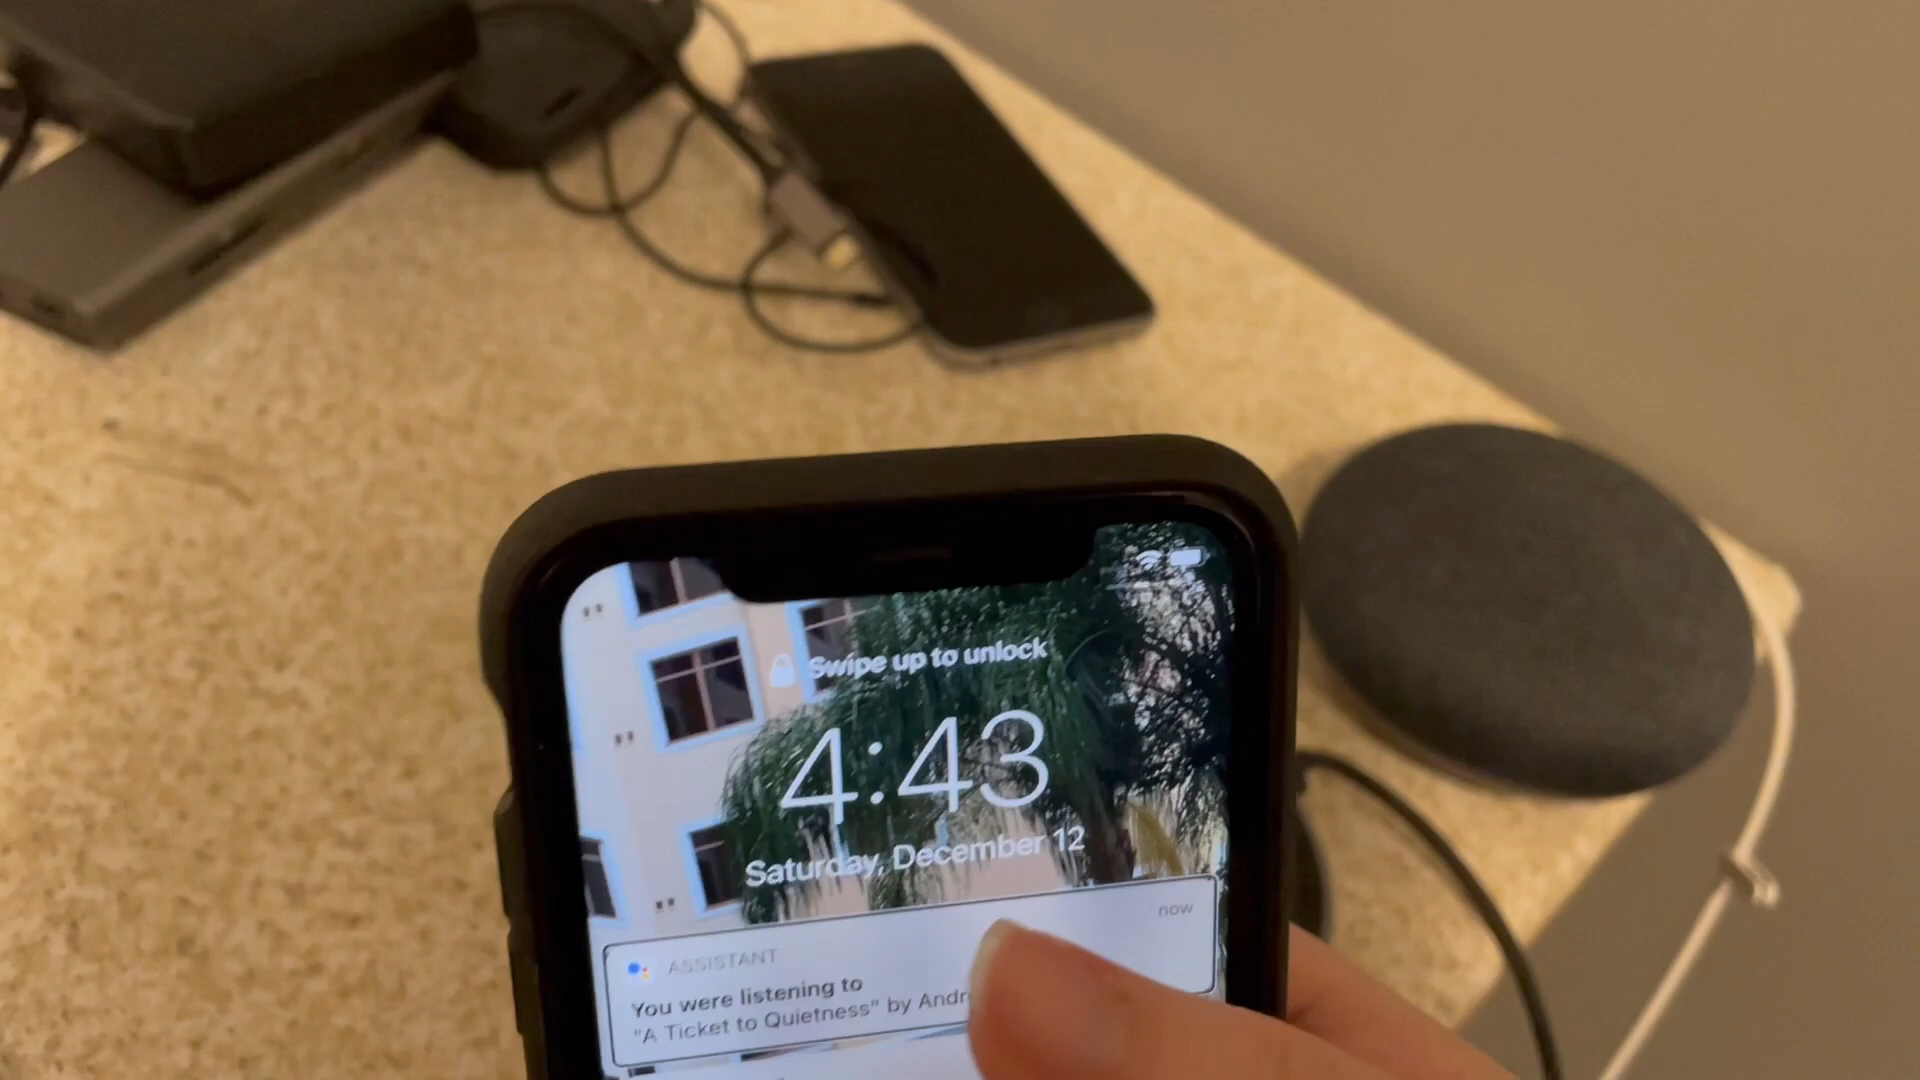 Swipe up to unlock
4:43
Saturday, December 12
now
ASSISTANT
You were listening to
"A Ticket to Quietness" by Andr